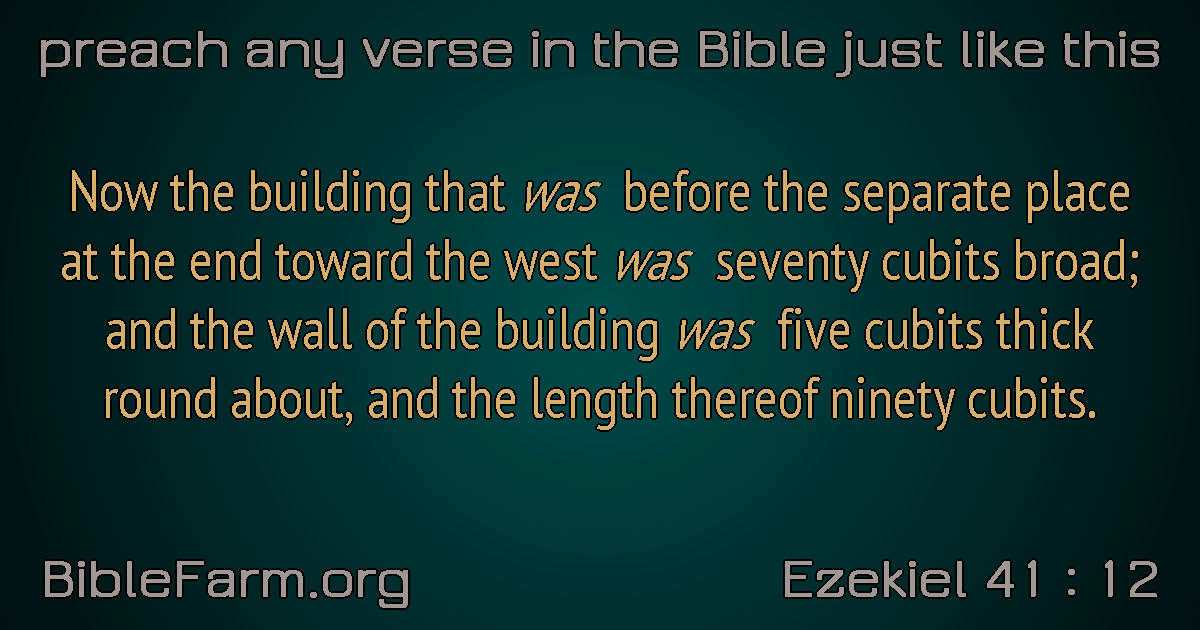 preach any verse in the Bible just like this
Now the building that was before the separate place
at the end toward the west was seventy cubits broad;
and the wall of the building was five cubits thick
round about, and the length thereof ninety cubits.
BibleFarm.org
Ezekiel 41 : 12